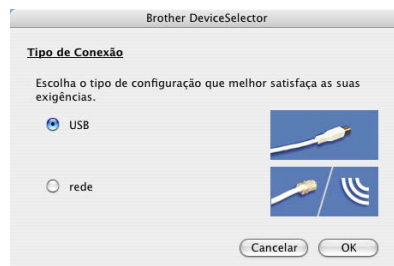 Brother DeviceSelector
Tipo de Conexão
Escolha o tipo de configuração que melhor satisfaça as suas
exigências.
USB
rede
Cancelar
OK